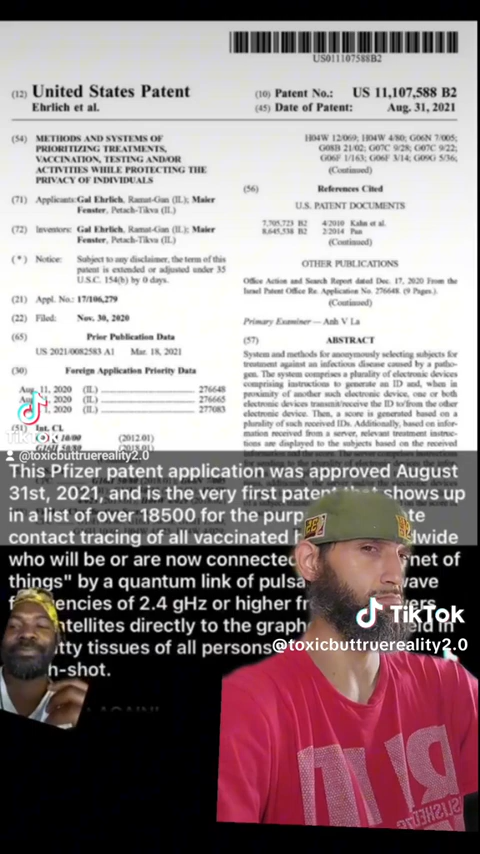 US011107588B2
(12) United States Patent
Ehrlich et al.
(10) Patent No.: US 11,107,588 B2
(45) Date of Patent: Aug. 31, 2021
(54) METHODS AND SYSTEMS OF
PRIORITIZING TREATMENTS,
VACCINATION, TESTING AND/OR
ACTIVITIES WHILE PROTECTING THE
PRIVACY OF INDIVIDUALS
(71) Applicants: Gal Ehrlich, Ramat-Gan (IL); Maier
Fenster, Petach-Tikva (IL)
(72) Inventors: Gal Ehrlich, Ramat-Gan (IL); Maier
Fenster, Petach-Tikva (IL)
(*) Notice: Subject to any disclaimer, the term of this
patent is extended or adjusted under 35
U.S.C. 154(b) by 0 days.
(21) Appl. No.: 17/106,279
(22) Filed: Nov. 30, 2020
(65) Prior Publication Data
US 2021/0082583 A1 Mar. 18, 2021
(30) Foreign Application Priority Data
Aug. 11, 2020 (IL) 276648
(IL) 276665
2020 (IL) 277083
(51) Int. Cl.
(2012.01)
(2018.01)
H04W 12/069; H04W 4/80; G06N 7/005;
G08B 21/02; G07C 9/28; G07C 9/22;
G06F 1/163; G06F 3/14; G09G 5/36;
(Continued)
(56) References Cited
U.S. PATENT DOCUMENTS
7,705,723 B2 4/2010 Kahn et al.
8,645,538 B2 2/2014 Pan
(Continued)
OTHER PUBLICATIONS
Office Action and Search Report dated Dec. 17, 2020 From the
Israel Patent Office Re. Application No. 276648. (9 Pages).
(Continued)
Primary Examiner — Anh V La
(57) ABSTRACT
System and methods for anonymously selecting subjects for
treatment against an infectious disease caused by a patho-
gen. The system comprises a plurality of electronic devices
comprising instructions to generate an ID and, when in
proximity of another such electronic device, one or both
electronic devices transmit/receive the ID to/from the other
electronic device. Then, a score is generated based on a
plurality of such received IDs. Additionally, based on infor-
mation received from a server, relevant treatment instruc-
tions are displayed to the subjects based on the received
TikTok
@toxicbuttruereality2.0
This Pfizer patent application was approved August
31st, 2021, and is the very first patent that shows up
in a list of over 18500 for the
contact tracing of all vaccinated
who will be or are now connected
things" by a quantum link of
of 2.4 gHz or higher
directly to the
tissues of all persons
TikTok
@toxicbuttruereality2.0